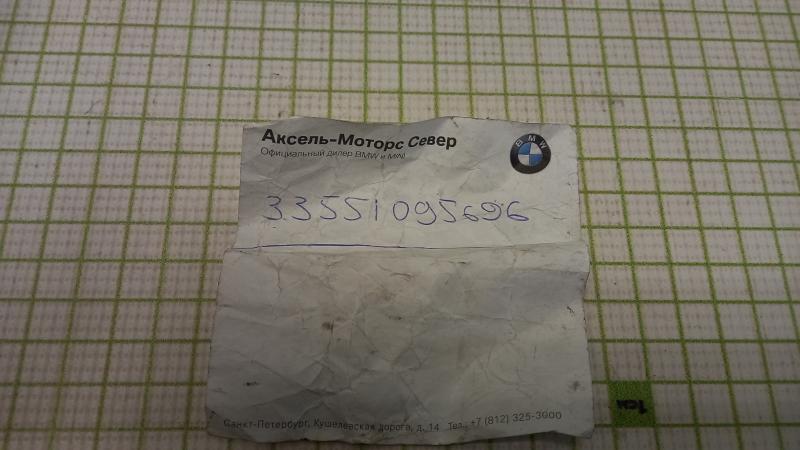 Аксель-Моторс Север
Официальный дилер BMW и MINI
BMW
33551095696
Санкт-Петербург, Кушелевская дорога, д. 14 Тел.: +7 (812) 325-3900
1см